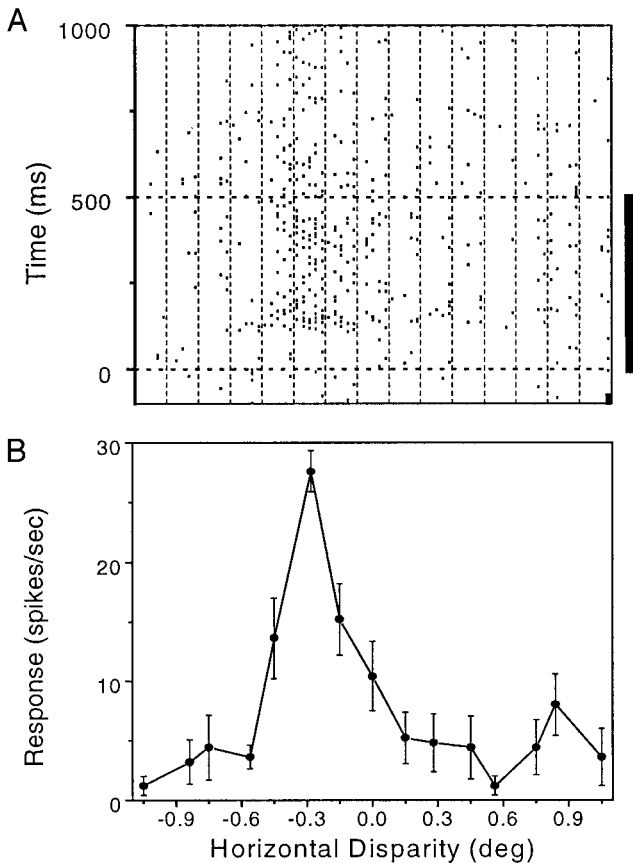 A
1000
500
0
Time (ms)
B
30
20
10
0
Response (spikes/sec)
-0.9 -0.6 -0.3 0.0 0.3 0.6 0.9
Horizontal Disparity (deg)